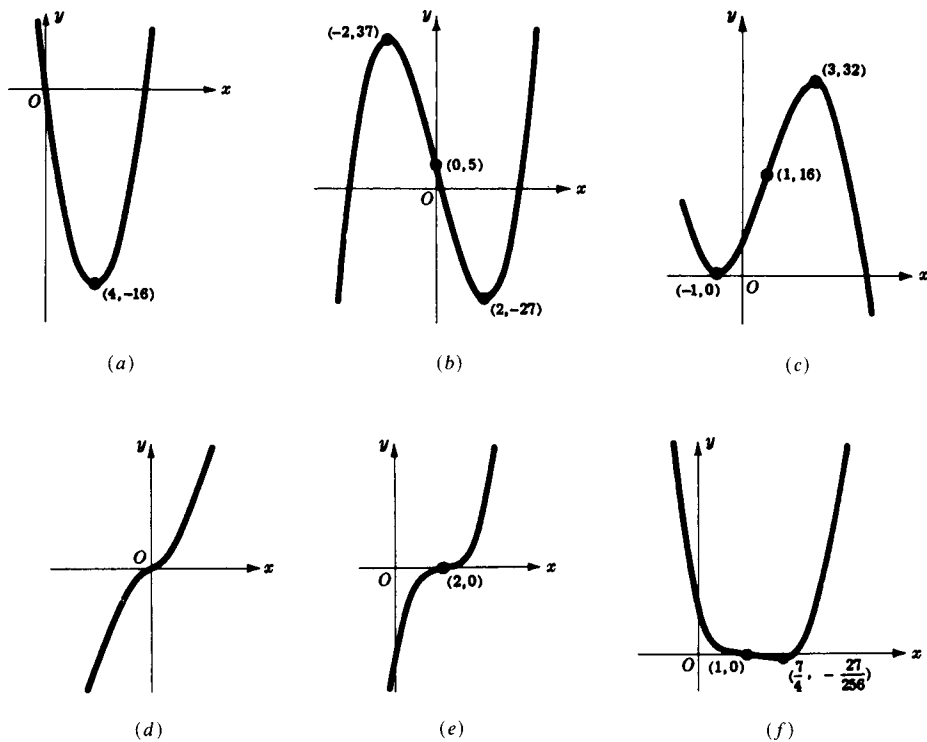 y
O
x
(4,-16)
(a)
y
(-2,37)
(0,5)
O
x
(2,-27)
(b)
y
(3,32)
(1,16)
(-1,0)
O
x
(c)
y
O
x
(d)
y
O
x
(2,0)
(e)
y
O
x
(1,0)
(7/4, - 27/256)
(f)